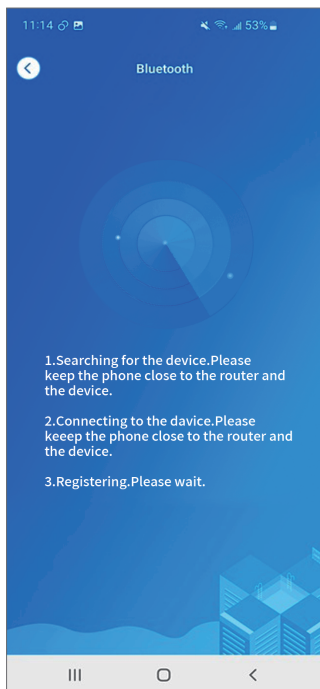 11:14 53%
Bluetooth
1.Searching for the device.Please
keep the phone close to the router and
the device.
2.Connecting to the davice.Please
keeep the phone close to the router and
the device.
3.Registering.Please wait.